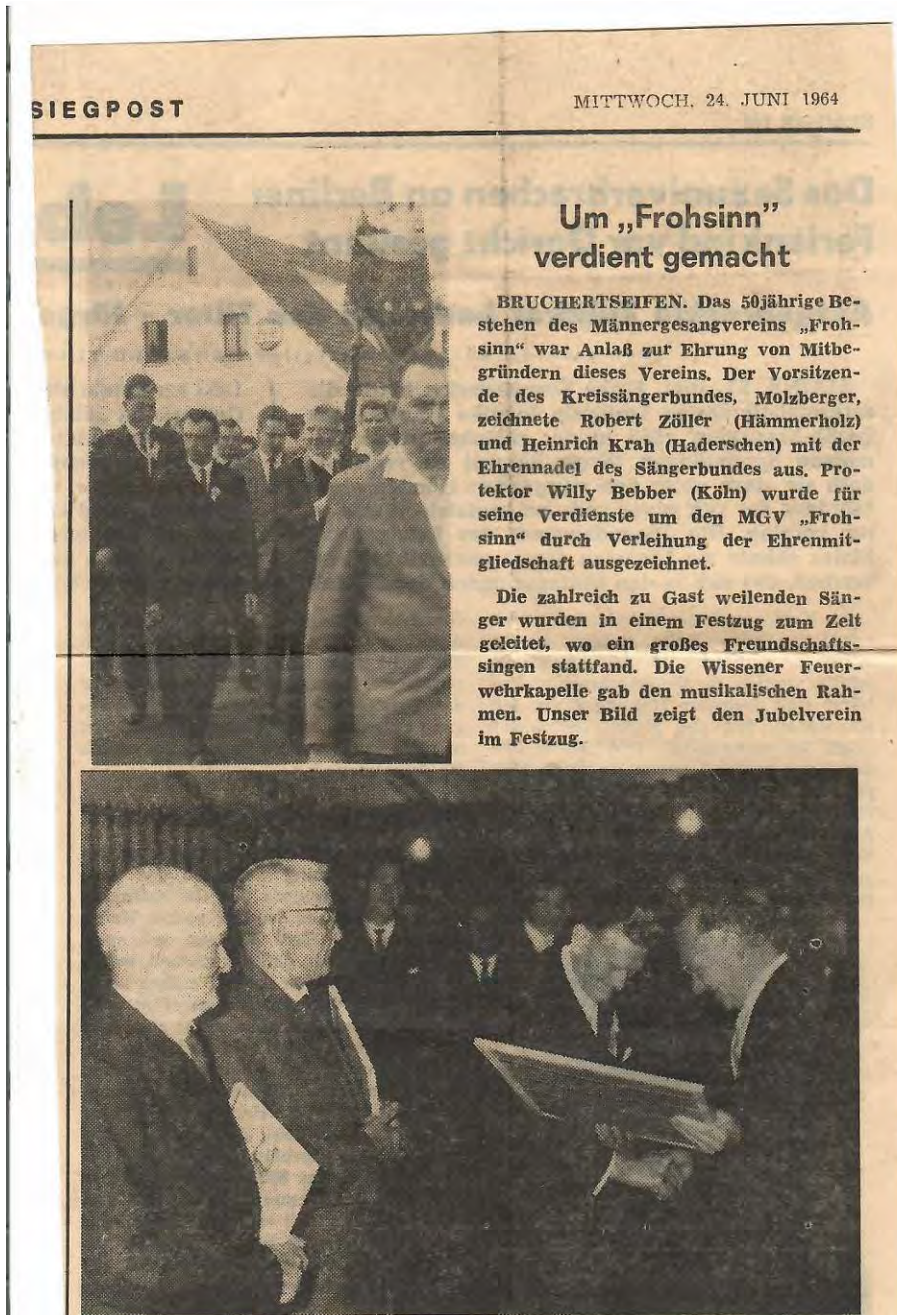 SIEGPOST
MITTWOCH, 24. JUNI 1964
Um „Frohsinn”
verdient gemacht
BRUCHERTSEIFEN. Das 50jährige Be-
stehen des Männergesangvereins „Froh-
sinn“ war Anlaß zur Ehrung von Mitbe-
gründern dieses Vereins. Der Vorsitzen-
de des Kreissängerbundes, Molzberger,
zeichnete Robert Zöller (Hämmerholz)
und Heinrich Krah (Haderschen) mit der
Ehrennadel des Sängerbundes aus. Pro-
tektor Willy Bebber (Köln) wurde für
seine Verdienste um den MGV „Froh-
sinn“ durch Verleihung der Ehrenmit-
gliedschaft ausgezeichnet.
Die zahlreich zu Gast weilenden Sän-
ger wurden in einem Festzug zum Zelt
geleitet, wo ein großes Freundschafts-
singen stattfand. Die Wissener Feuer-
wehrkapelle gab den musikalischen Rah-
men. Unser Bild zeigt den Jubelverein
im Festzug.